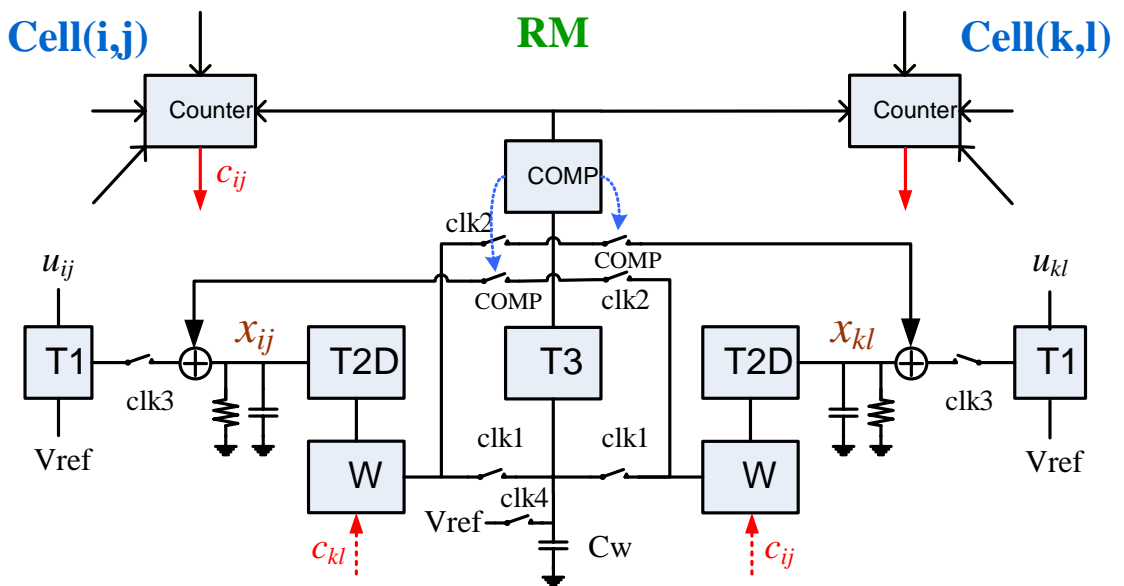 Cell(i,j) RM Cell(k,l)
Counter Counter
COMP
c_ij
clk2
COMP
u_ij u_kl
COMP clk2
x_ij x_kl
T1 T2D T3 T2D T1
clk3 clk3
clk1 clk1
Vref Vref
W W
clk4
Vref
c_kl Cw c_ij